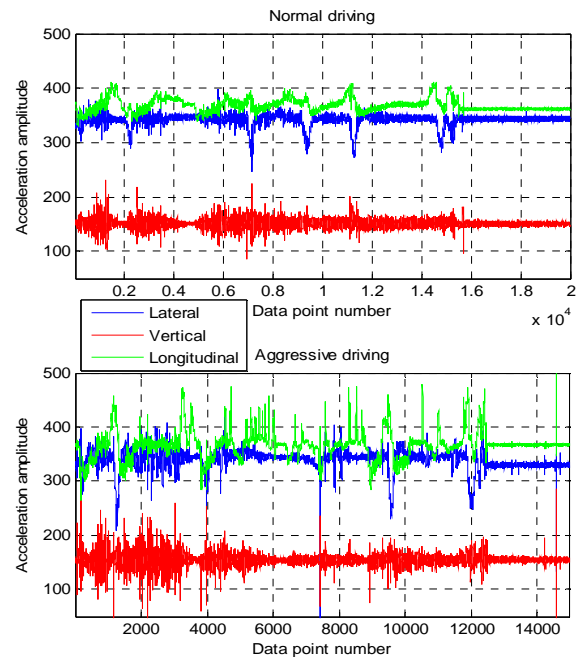 Normal driving
500
400
300
200
100
Acceleration amplitude
0.2 0.4 0.6 0.8 1 1.2 1.4 1.6 1.8 2
Data point number
x 10^4
Lateral
Vertical
Longitudinal
Aggressive driving
500
400
300
200
100
Acceleration amplitude
2000 4000 6000 8000 10000 12000 14000
Data point number